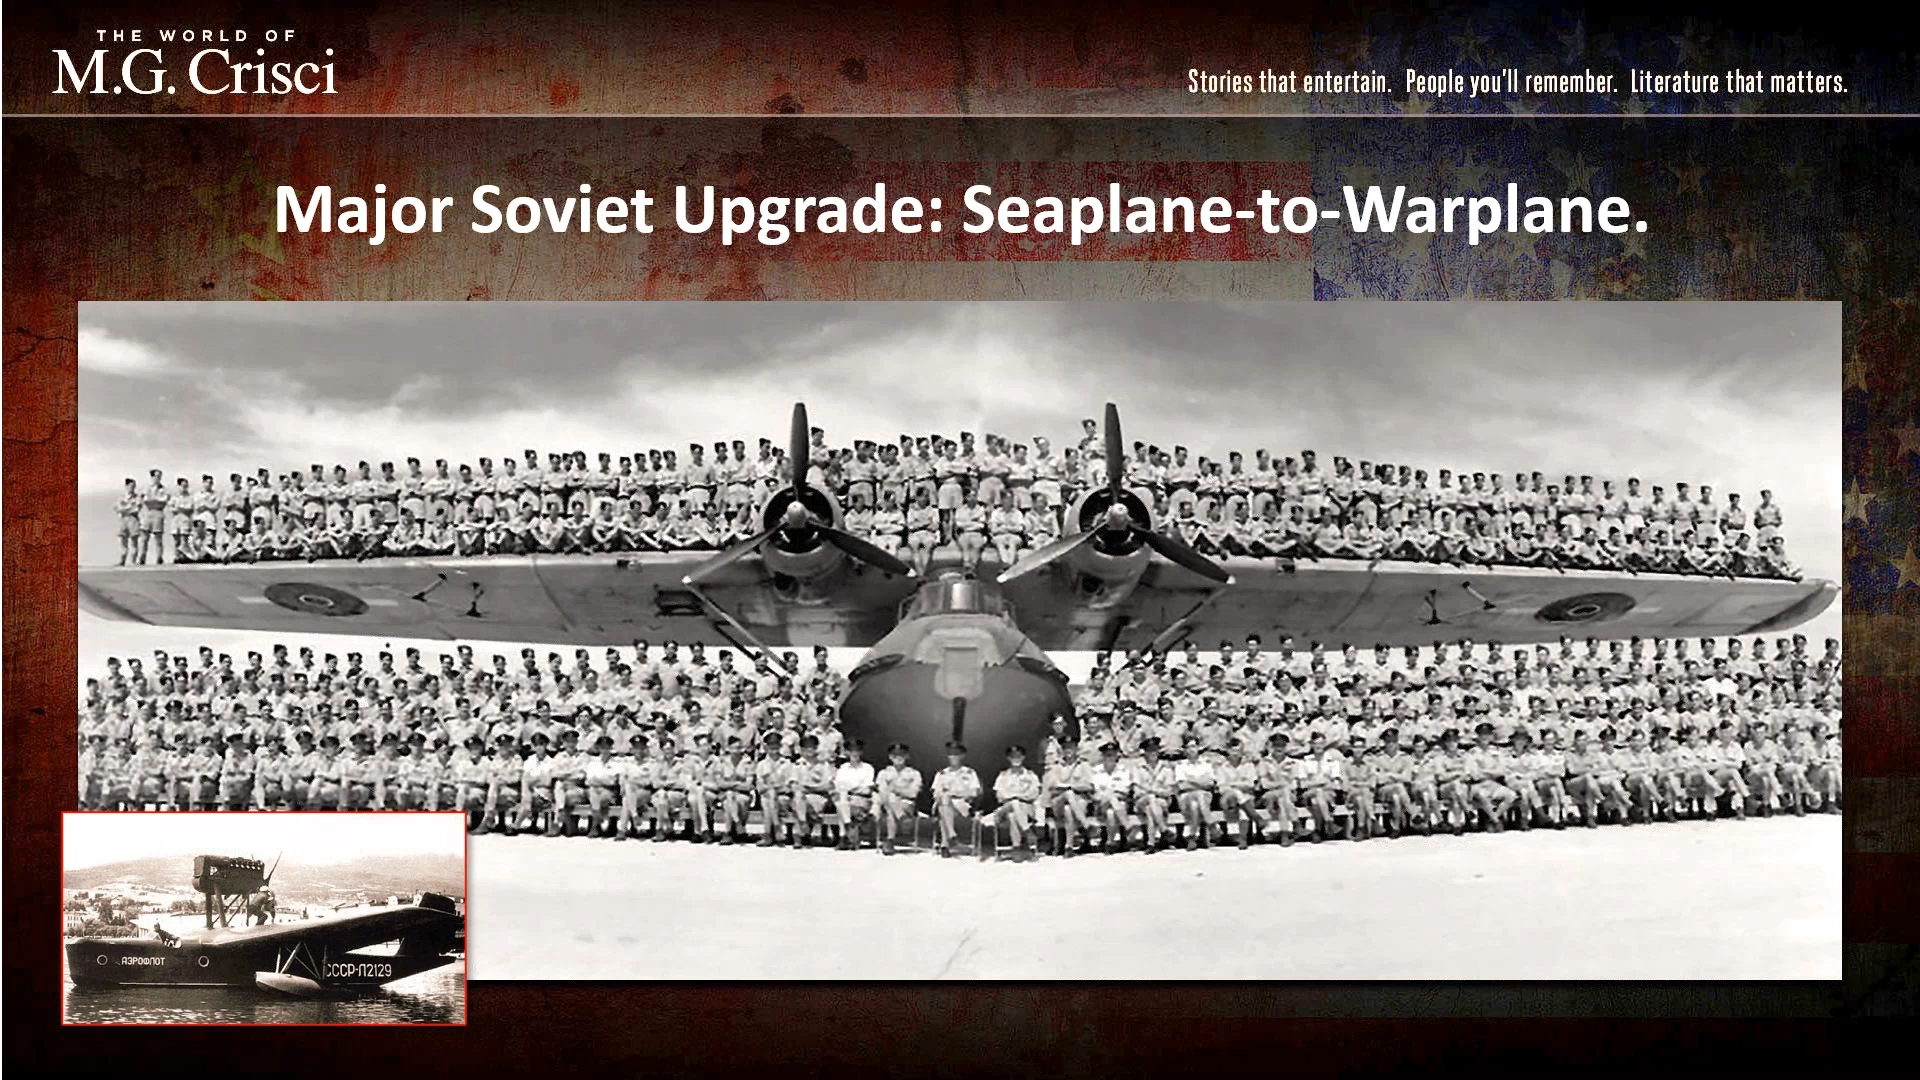 THE WORLD OF
M.G. Crisci
Stories that entertain. People you'll remember. Literature that matters.
Major Soviet Upgrade: Seaplane-to-Warplane.
АЭРОФЛОТ
СССР-Л2129